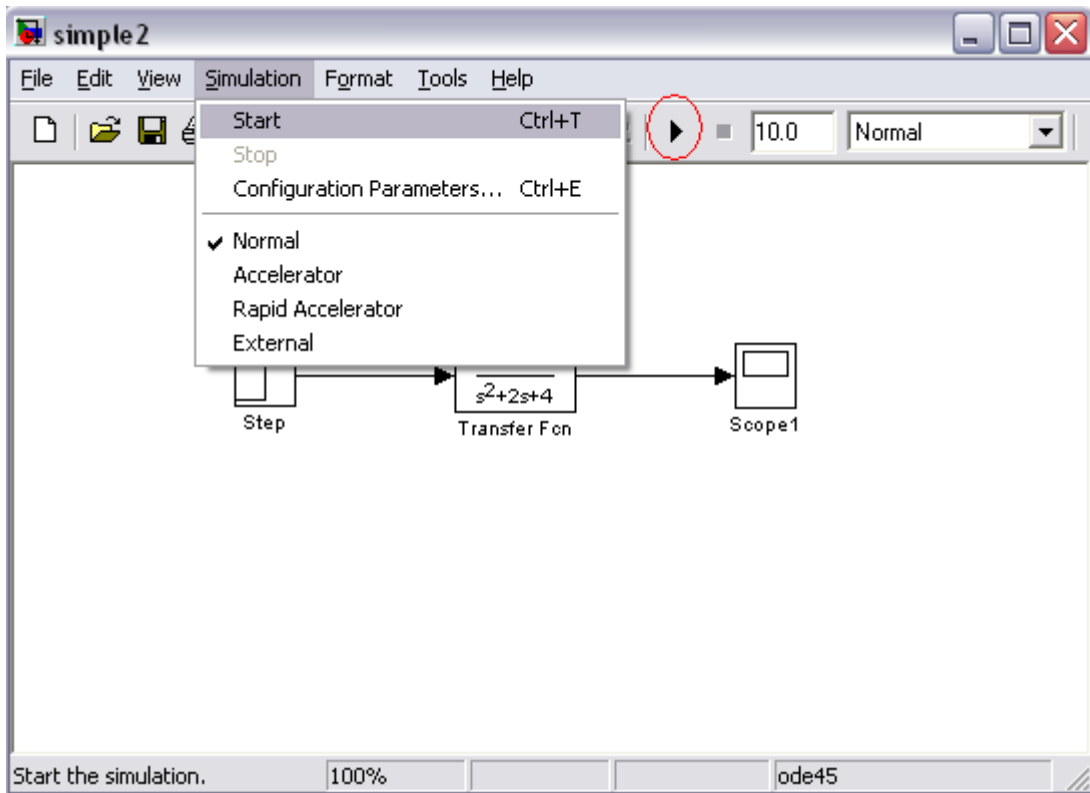 simple2
File Edit View Simulation Format Tools Help
10.0 Normal
Start Ctrl+T
Stop
Configuration Parameters... Ctrl+E
Normal
Accelerator
Rapid Accelerator
External
s²+2s+4
Step Transfer Fcn Scope1
Start the simulation. 100% ode45